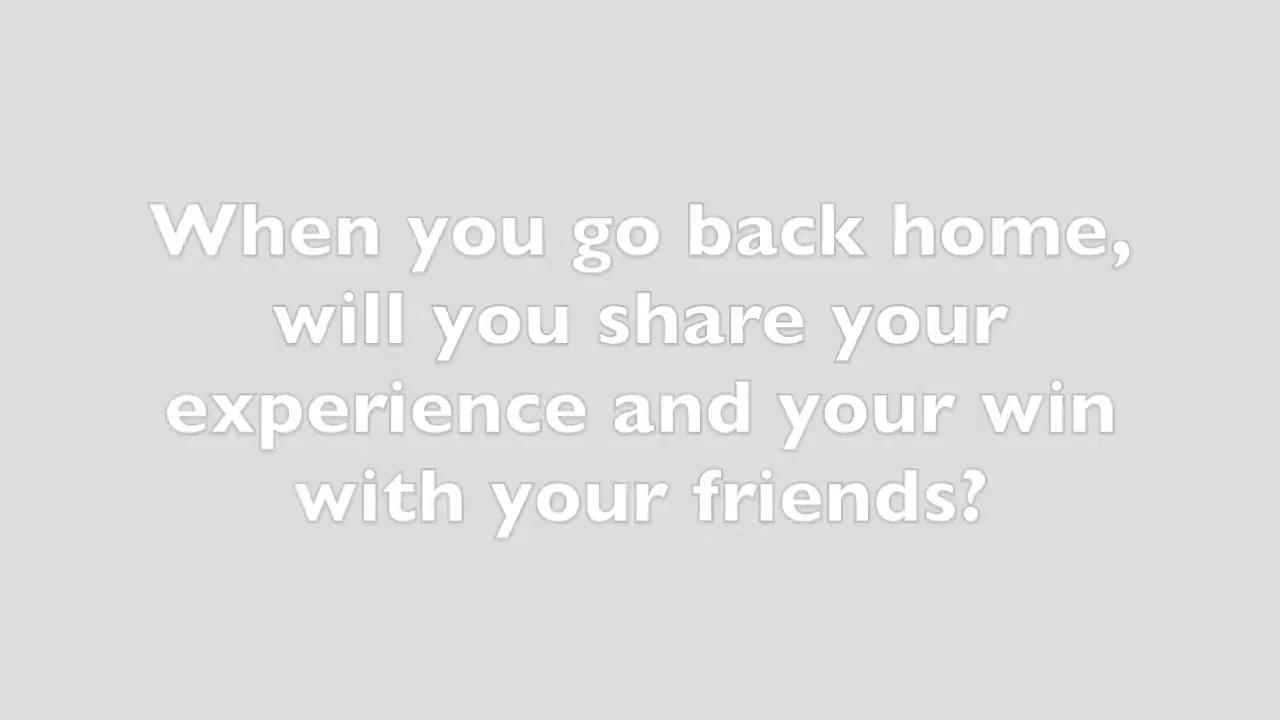 When you go back home,
will you share your
experience and your win
with your friends?